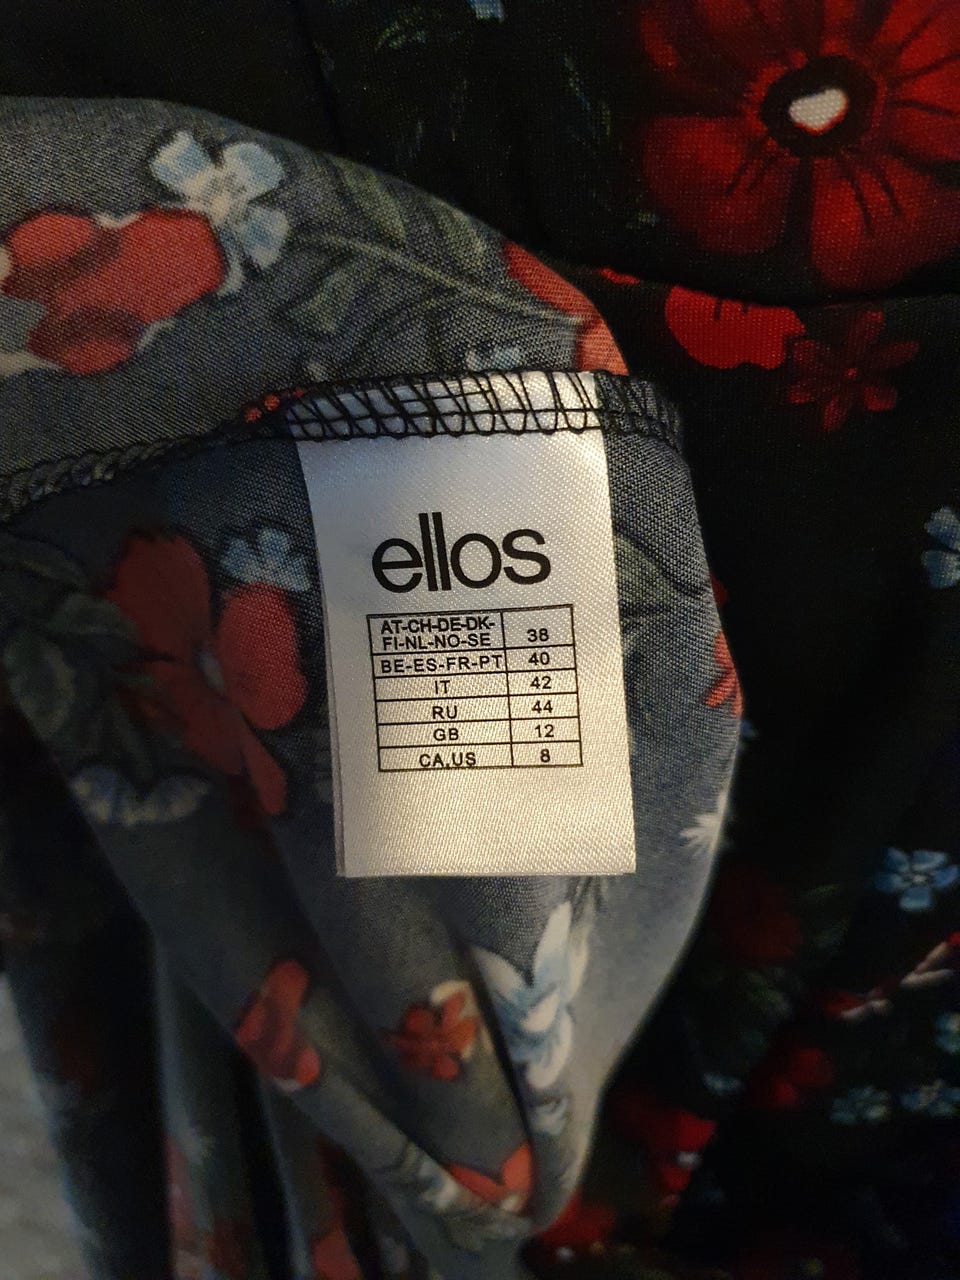 ellos
AT-CH-DE-DK-
FI-NL-NO-SE 38
BE-ES-FR-PT 40
IT 42
RU 44
GB 12
CA,US 8